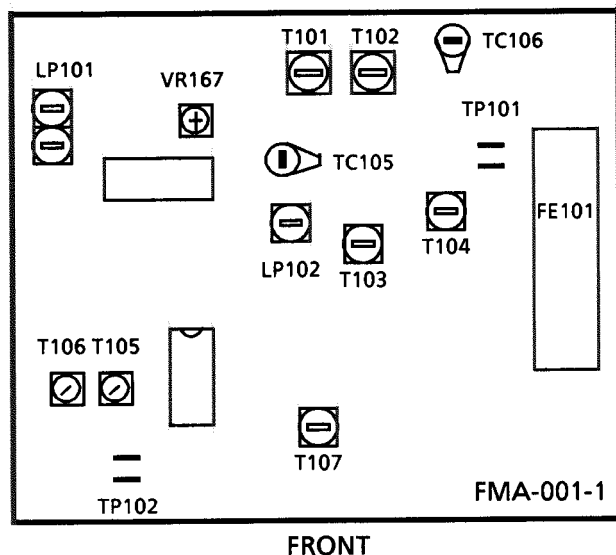 T101 T102
TC106
LP101
VR167
TP101
TC105
FE101
LP102
T103
T104
T106 T105
T107
TP102
FMA-001-1
FRONT